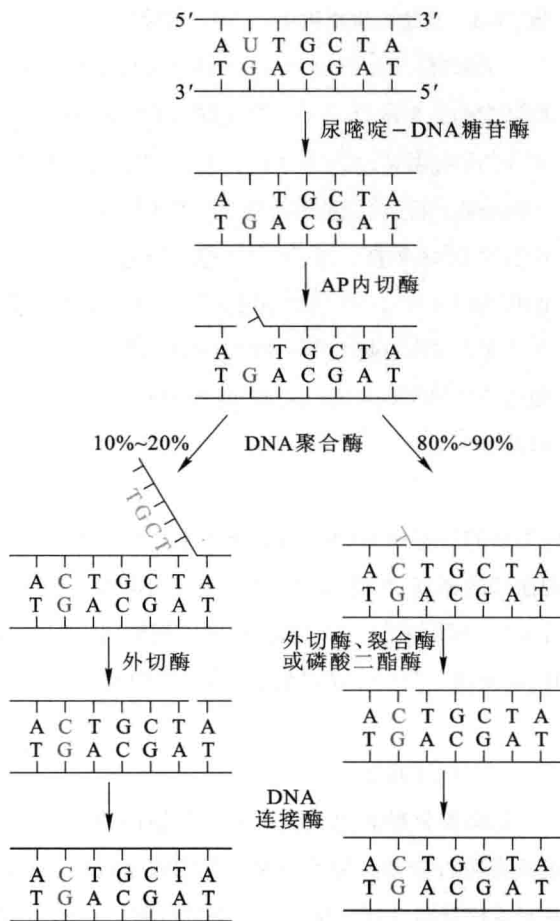 5′ 3′
A U T G C T A
T G A C G A T
3′ 5′
尿嘧啶-DNA糖苷酶
A T G C T A
T G A C G A T
AP内切酶
A T G C T A
T G A C G A T
10%~20% DNA聚合酶 80%~90%
TGCT
A C T G C T A
T G A C G A T
A C T G C T A
T G A C G A T
外切酶
外切酶、裂合酶
或磷酸二酯酶
A C T G C T A
T G A C G A T
A C T G C T A
T G A C G A T
DNA
连接酶
A C T G C T A
T G A C G A T
A C T G C T A
T G A C G A T